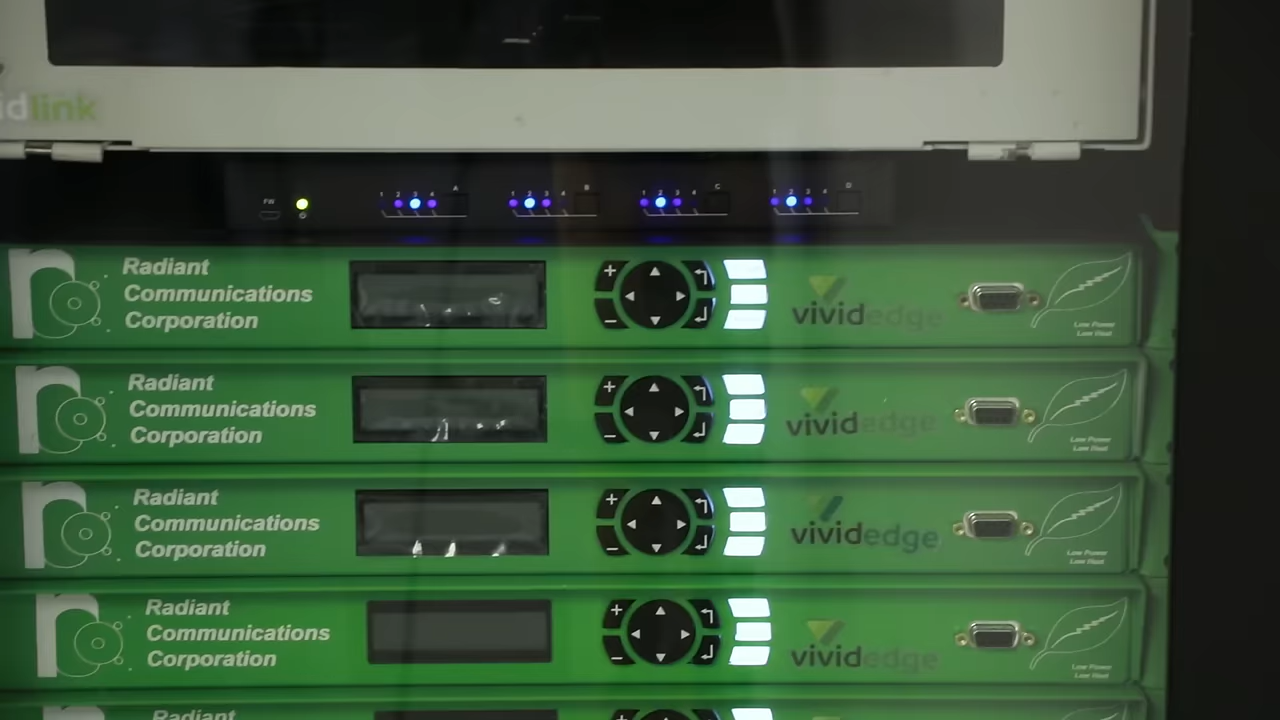 idlink
FW
1 2 3 4 A
1 2 3 4 B
1 2 3 4 C
1 2 3 4 D
Radiant
Communications
Corporation
+
−
vividedge
Low Power
Low Heat
Radiant
Communications
Corporation
+
−
vividedge
Low Power
Low Heat
Radiant
Communications
Corporation
+
−
vividedge
Low Power
Low Heat
Radiant
Communications
Corporation
+
−
vividedge
Low Power
Low Heat
Radiant